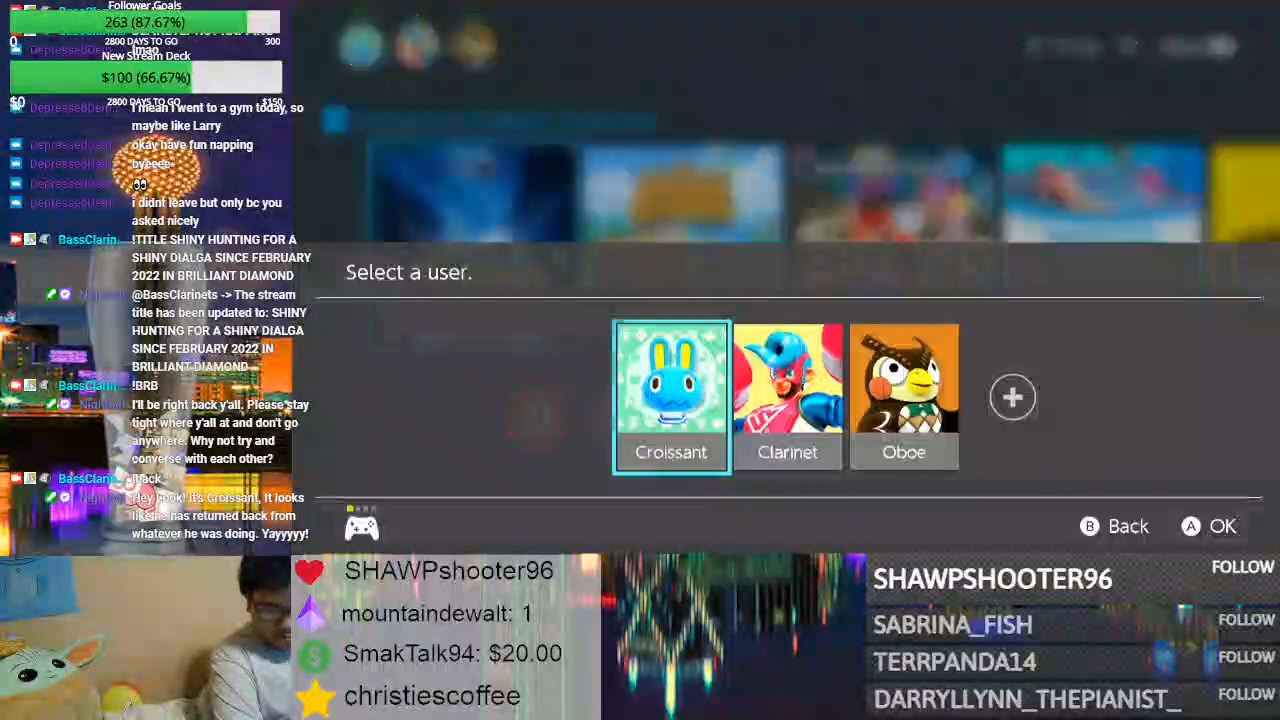 Follower Goals
263 (87.67%)
0
2800 DAYS TO GO
300
lmao
New Stream Deck
$100 (66.67%)
$0
2800 DAYS TO GO
$150
I mean i went to a gym today, so
maybe like Larry
okay have fun napping
byeeee
👀
i didnt leave but only bc you
asked nicely
BassClarin... !TITLE SHINY HUNTING FOR A
SHINY DIALGA SINCE FEBRUARY
2022 IN BRILLIANT DIAMOND
@BassClarinets -> The stream
title has been updated to: SHINY
HUNTING FOR A SHINY DIALGA
SINCE FEBRUARY 2022 IN
BRILLIANT DIAMOND
BassClarin... !BRB
I'll be right back y'all. Please stay
tight where y'all at and don't go
anywhere. Why not try and
converse with each other?
BassClarin... !back
Hey look! It's Croissant, It looks
like he has returned back from
whatever he was doing. Yayyyyy!
Select a user.
Croissant
Clarinet
Oboe
B Back
A OK
SHAWPshooter96
mountaindewalt: 1
SmakTalk94: $20.00
christiescoffee
SHAWPSHOOTER96 FOLLOW
SABRINA_FISH FOLLOW
TERRPANDA14 FOLLOW
DARRYLLYNN_THEPIANIST_ FOLLOW